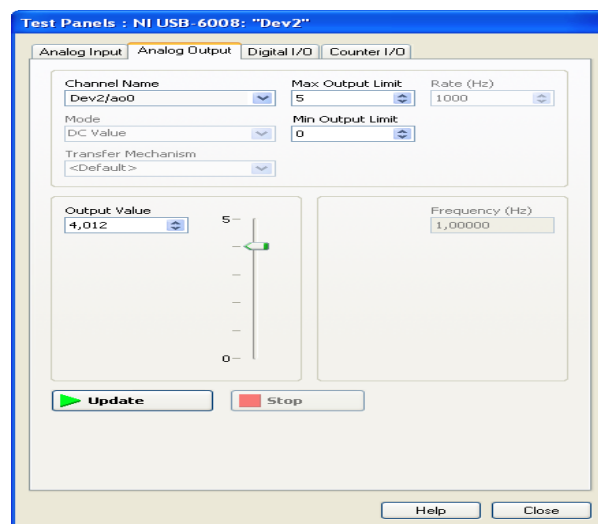 Test Panels : NI USB-6008: "Dev2"
Analog Input Analog Output Digital I/O Counter I/O
Channel Name Max Output Limit Rate (Hz)
Dev2/ao0 5 1000
Mode Min Output Limit
DC Value 0
Transfer Mechanism
<Default>
Output Value Frequency (Hz)
4,012 5 1,00000
0
Update Stop
Help Close